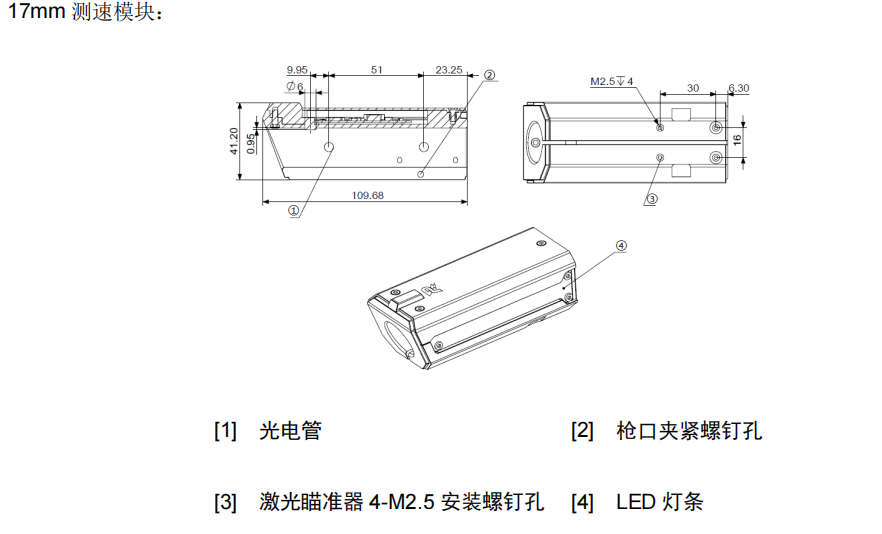 17mm 测速模块：
9.95 51 23.25 ②
∅6
41.20
0.95
109.68
①
M2.5↧4 30 6.30
16
③
④
[1] 光电管 [2] 枪口夹紧螺钉孔
[3] 激光瞄准器 4-M2.5 安装螺钉孔 [4] LED 灯条